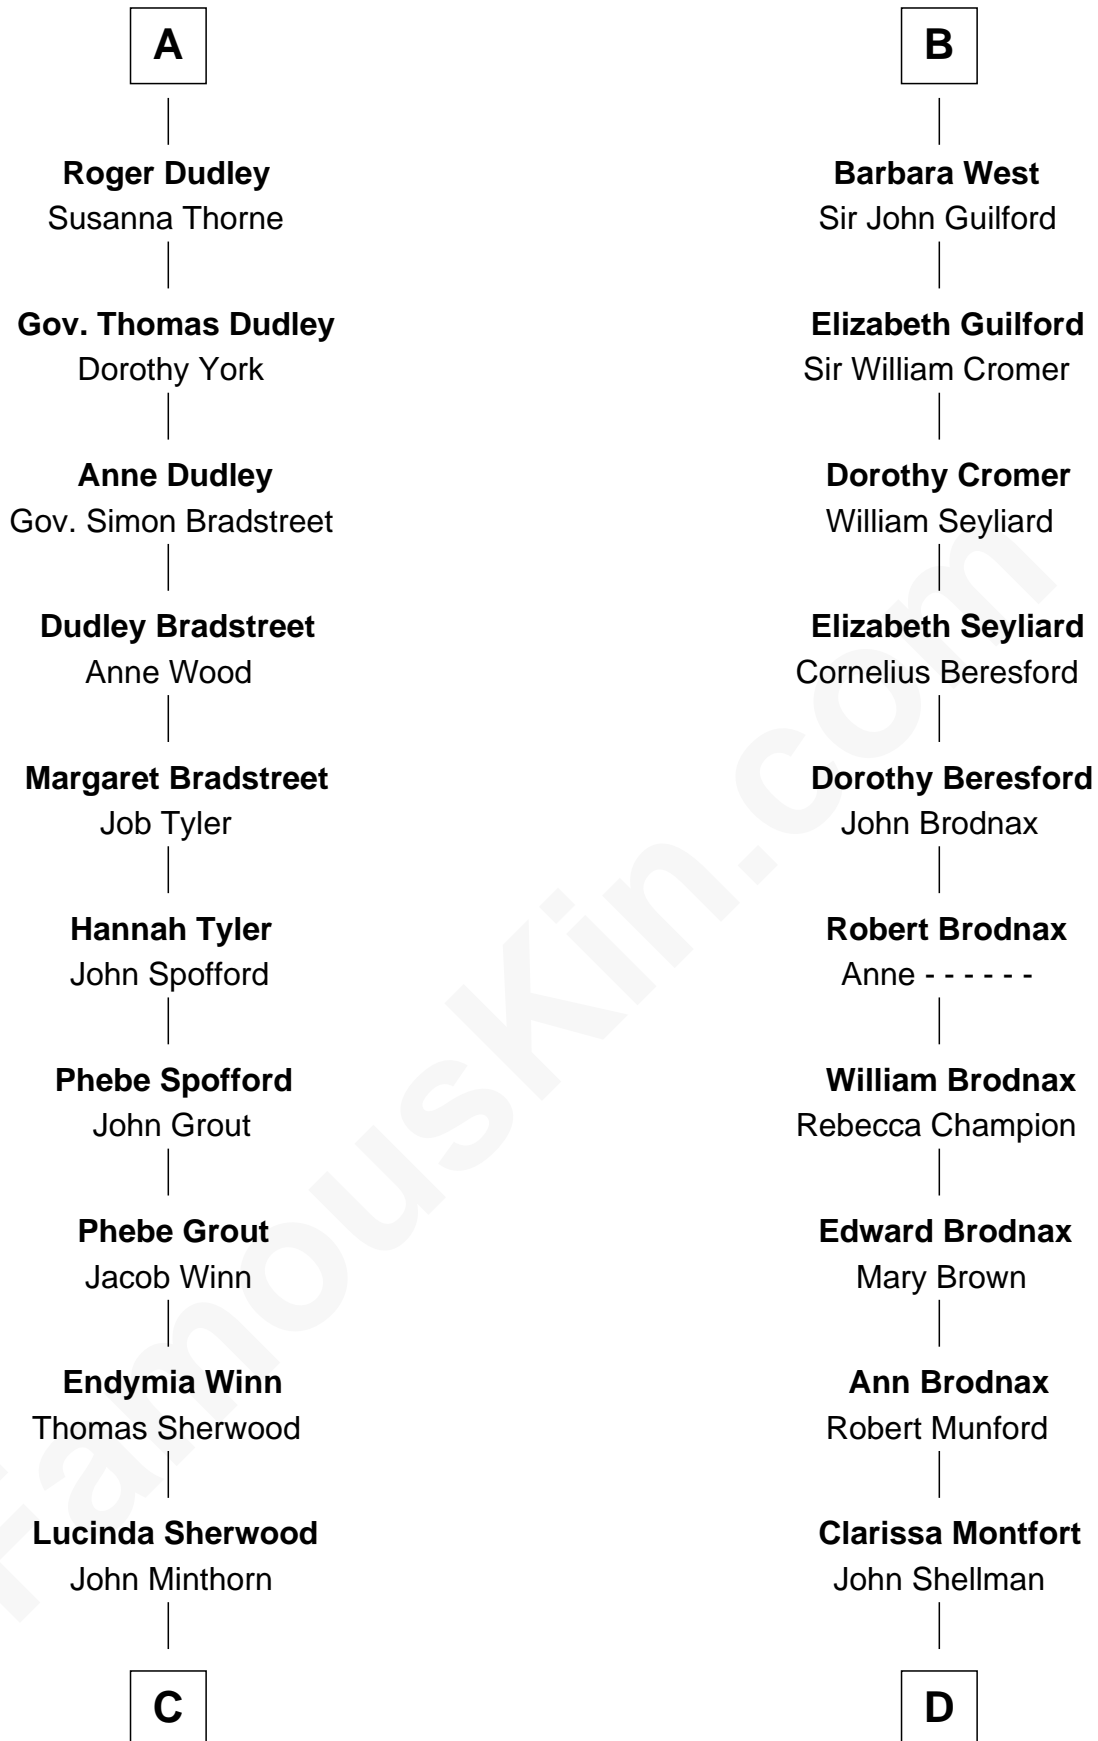 A
Roger Dudley
Susanna Thorne
Gov. Thomas Dudley
Dorothy York
Anne Dudley
Gov. Simon Bradstreet
Dudley Bradstreet
Anne Wood
Margaret Bradstreet
Job Tyler
Hannah Tyler
John Spofford
Phebe Spofford
John Grout
Phebe Grout
Jacob Winn
Endymia Winn
Thomas Sherwood
Lucinda Sherwood
John Minthorn
C
B
Barbara West
Sir John Guilford
Elizabeth Guilford
Sir William Cromer
Dorothy Cromer
William Seyliard
Elizabeth Seyliard
Cornelius Beresford
Dorothy Beresford
John Brodnax
Robert Brodnax
Anne - - - - - -
William Brodnax
Rebecca Champion
Edward Brodnax
Mary Brown
Ann Brodnax
Robert Munford
Clarissa Montfort
John Shellman
D
FamousKin.com